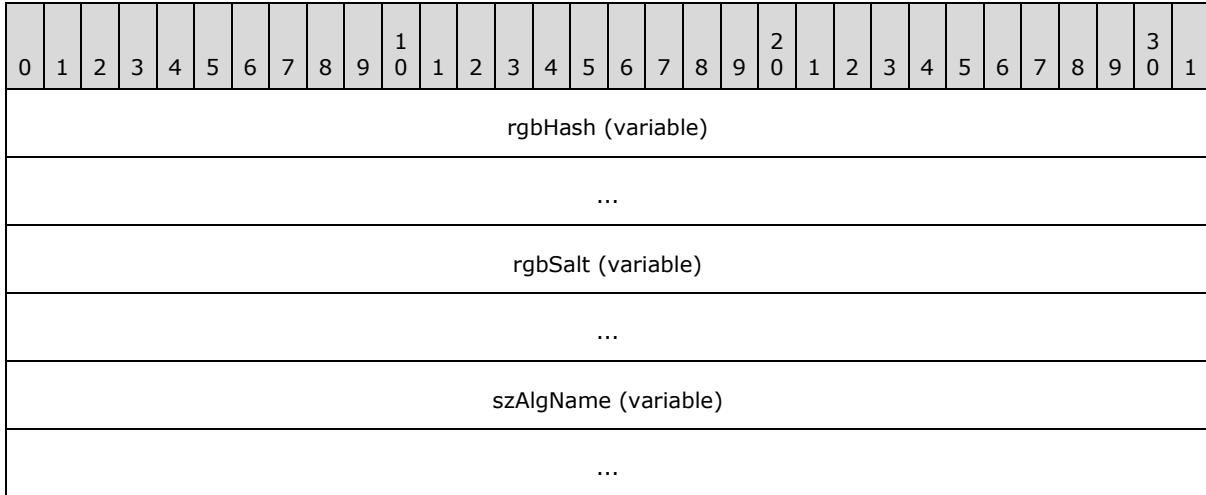 0 1 2 3 4 5 6 7 8 9 1 0 1 2 3 4 5 6 7 8 9 2 0 1 2 3 4 5 6 7 8 9 3 0 1
rgbHash (variable)
...
rgbSalt (variable)
...
szAlgName (variable)
...